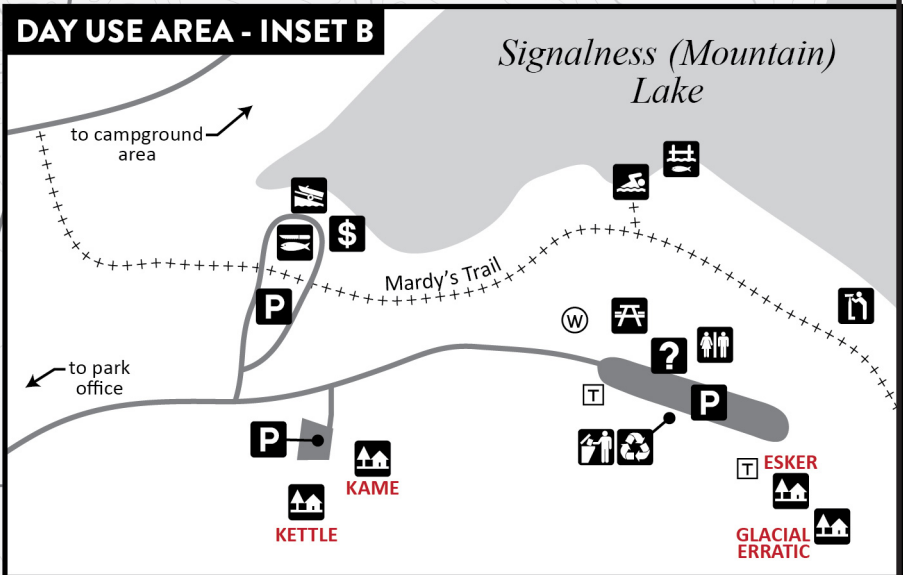 DAY USE AREA - INSET B
Signalness (Mountain)
Lake
to campground
area
$
P
Mardy's Trail
W
?
to park
office
T
P
P
KAME
KETTLE
T
ESKER
GLACIAL
ERRATIC